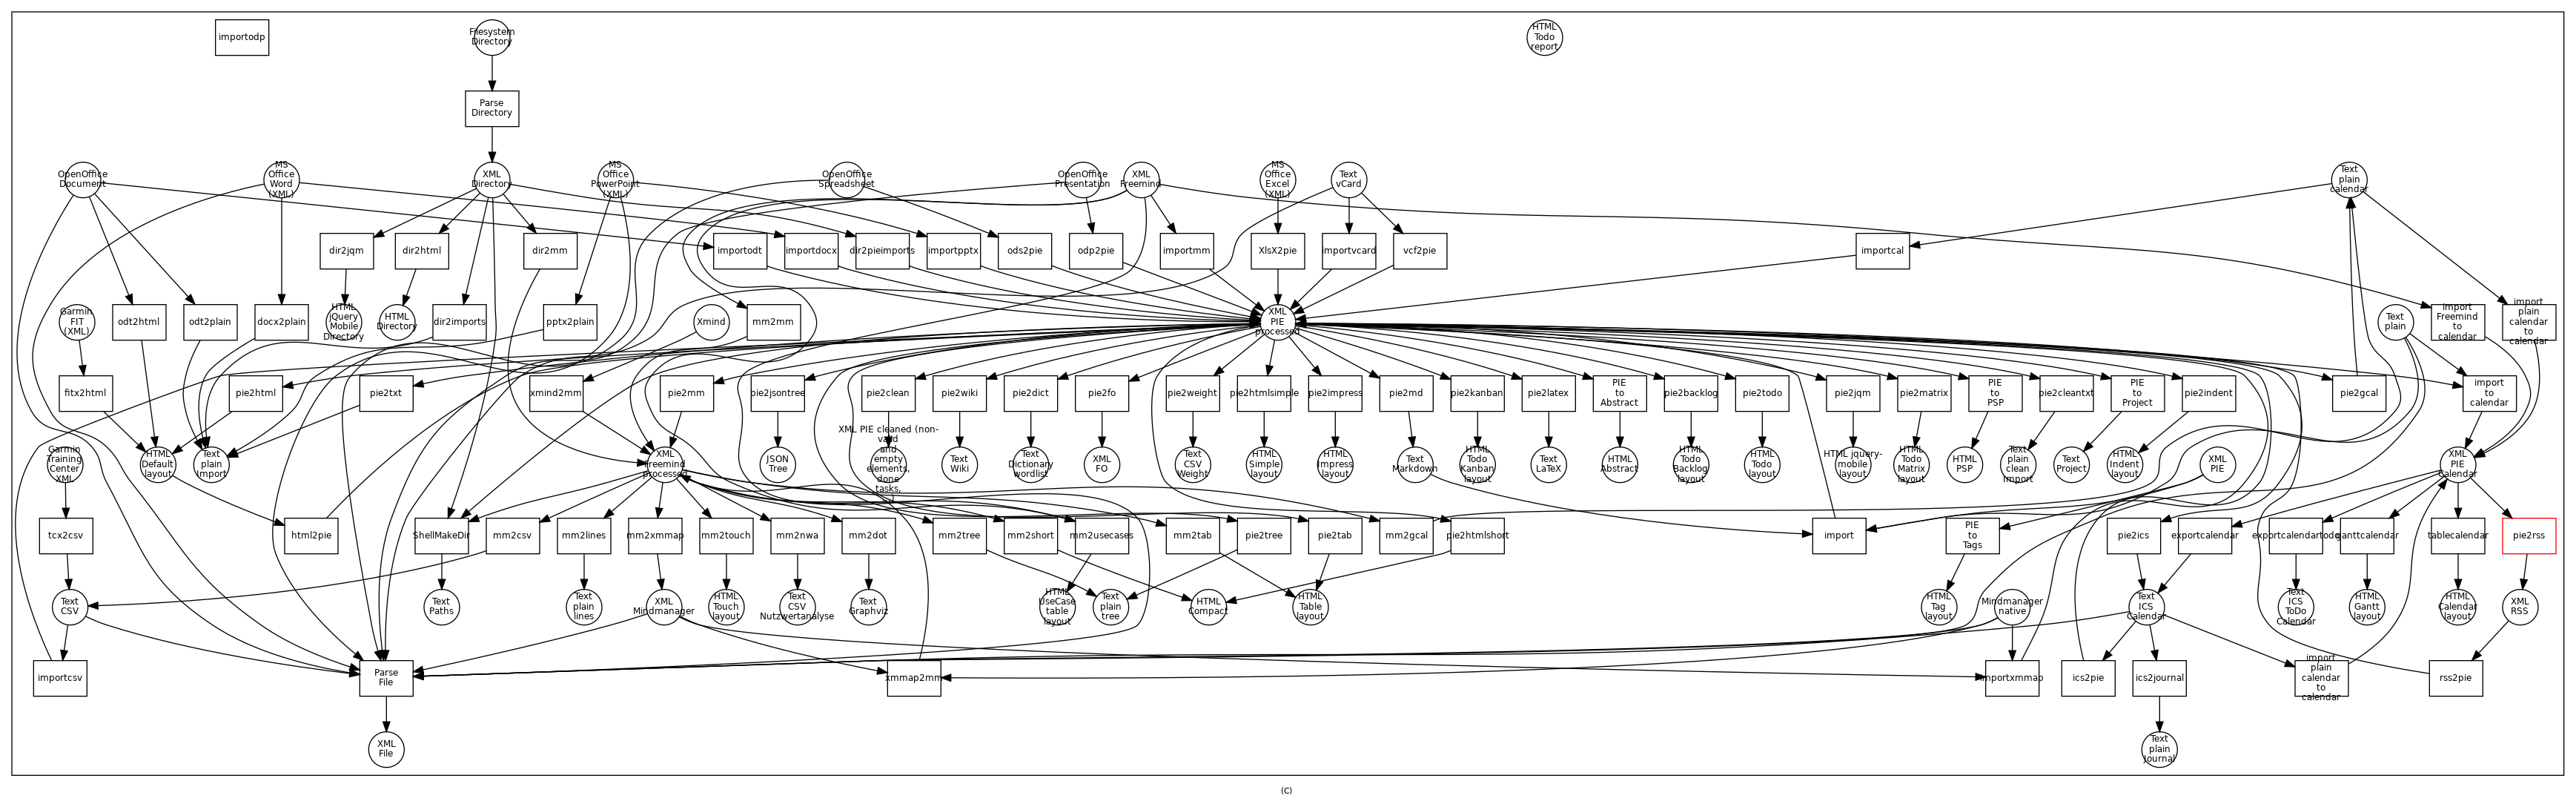 importodp
Filesystem
Directory
HTML
Todo
report
Parse
Directory
OpenOffice
Document
MS
Office
Word
(XML)
XML
Directory
MS
Office
PowerPoint
(XML)
OpenOffice
Spreadsheet
OpenOffice
Presentation
XML
Freemind
MS
Office
Excel
(XML)
Text
vCard
Text
plain
calendar
dir2jqm
dir2html
dir2mm
importodt
importdocx
dir2pieimports
importpptx
ods2pie
odp2pie
importmm
XlsX2pie
importvcard
vcf2pie
importcal
Garmin
FIT
(XML)
odt2html
odt2plain
docx2plain
HTML
jQuery
Mobile
Directory
HTML
Directory
dir2imports
pptx2plain
Xmind
mm2mm
XML
PIE
processed
Text
plain
import
Freemind
to
calendar
import
plain
calendar
to
calendar
fitx2html
pie2html
pie2txt
xmind2mm
pie2mm
pie2jsontree
pie2clean
pie2wiki
pie2dict
pie2fo
pie2weight
pie2htmlsimple
pie2impress
pie2md
pie2kanban
pie2latex
PIE
to
Abstract
pie2backlog
pie2todo
pie2jqm
pie2matrix
PIE
to
PSP
pie2cleantxt
PIE
to
Project
pie2indent
pie2gcal
import
to
calendar
Garmin
Training
Center
XML
HTML
Default
layout
Text
plain
import
XML
Freemind
processed
JSON
Tree
XML PIE cleaned (non-
valid
and
empty
elements,
done
tasks,
Text
Wiki
Text
Dictionary
wordlist
XML
FO
Text
CSV
Weight
HTML
Simple
layout
HTML
Impress
layout
Text
Markdown
HTML
Todo
Kanban
layout
Text
LaTeX
HTML
Abstract
HTML
Todo
Backlog
layout
HTML
Todo
layout
HTML jquery-
mobile
layout
HTML
Todo
Matrix
layout
HTML
PSP
Text
plain
clean
import
Text
Project
HTML
Indent
layout
XML
PIE
XML
PIE
Calendar
tcx2csv
html2pie
ShellMakeDir
mm2csv
mm2lines
mm2xmmap
mm2touch
mm2nwa
mm2dot
mm2tree
mm2short
mm2usecases
mm2tab
pie2tree
pie2tab
mm2gcal
pie2htmlshort
import
PIE
to
Tags
pie2ics
exportcalendar
exportcalendartodo
ganttcalendar
tablecalendar
pie2rss
Text
CSV
Text
Paths
Text
plain
lines
XML
Mindmanager
HTML
Touch
layout
Text
CSV
Nutzwertanalyse
Text
Graphviz
HTML
UseCase
table
layout
Text
plain
tree
HTML
Compact
HTML
Table
layout
HTML
Tag
layout
Mindmanager
native
Text
ICS
Calendar
Text
ICS
ToDo
Calendar
HTML
Gantt
layout
HTML
Calendar
layout
XML
RSS
importcsv
Parse
File
xmmap2mm
importxmmap
ics2pie
ics2journal
import
plain
calendar
to
calendar
rss2pie
XML
File
Text
plain
Journal
(C)